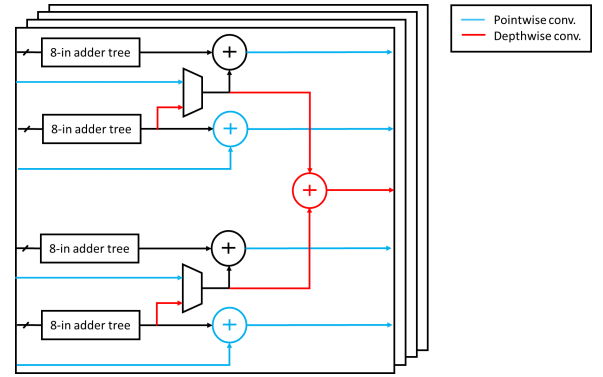 Pointwise conv.
Depthwise conv.
8-in adder tree
+
8-in adder tree
+
+
8-in adder tree
+
8-in adder tree
+